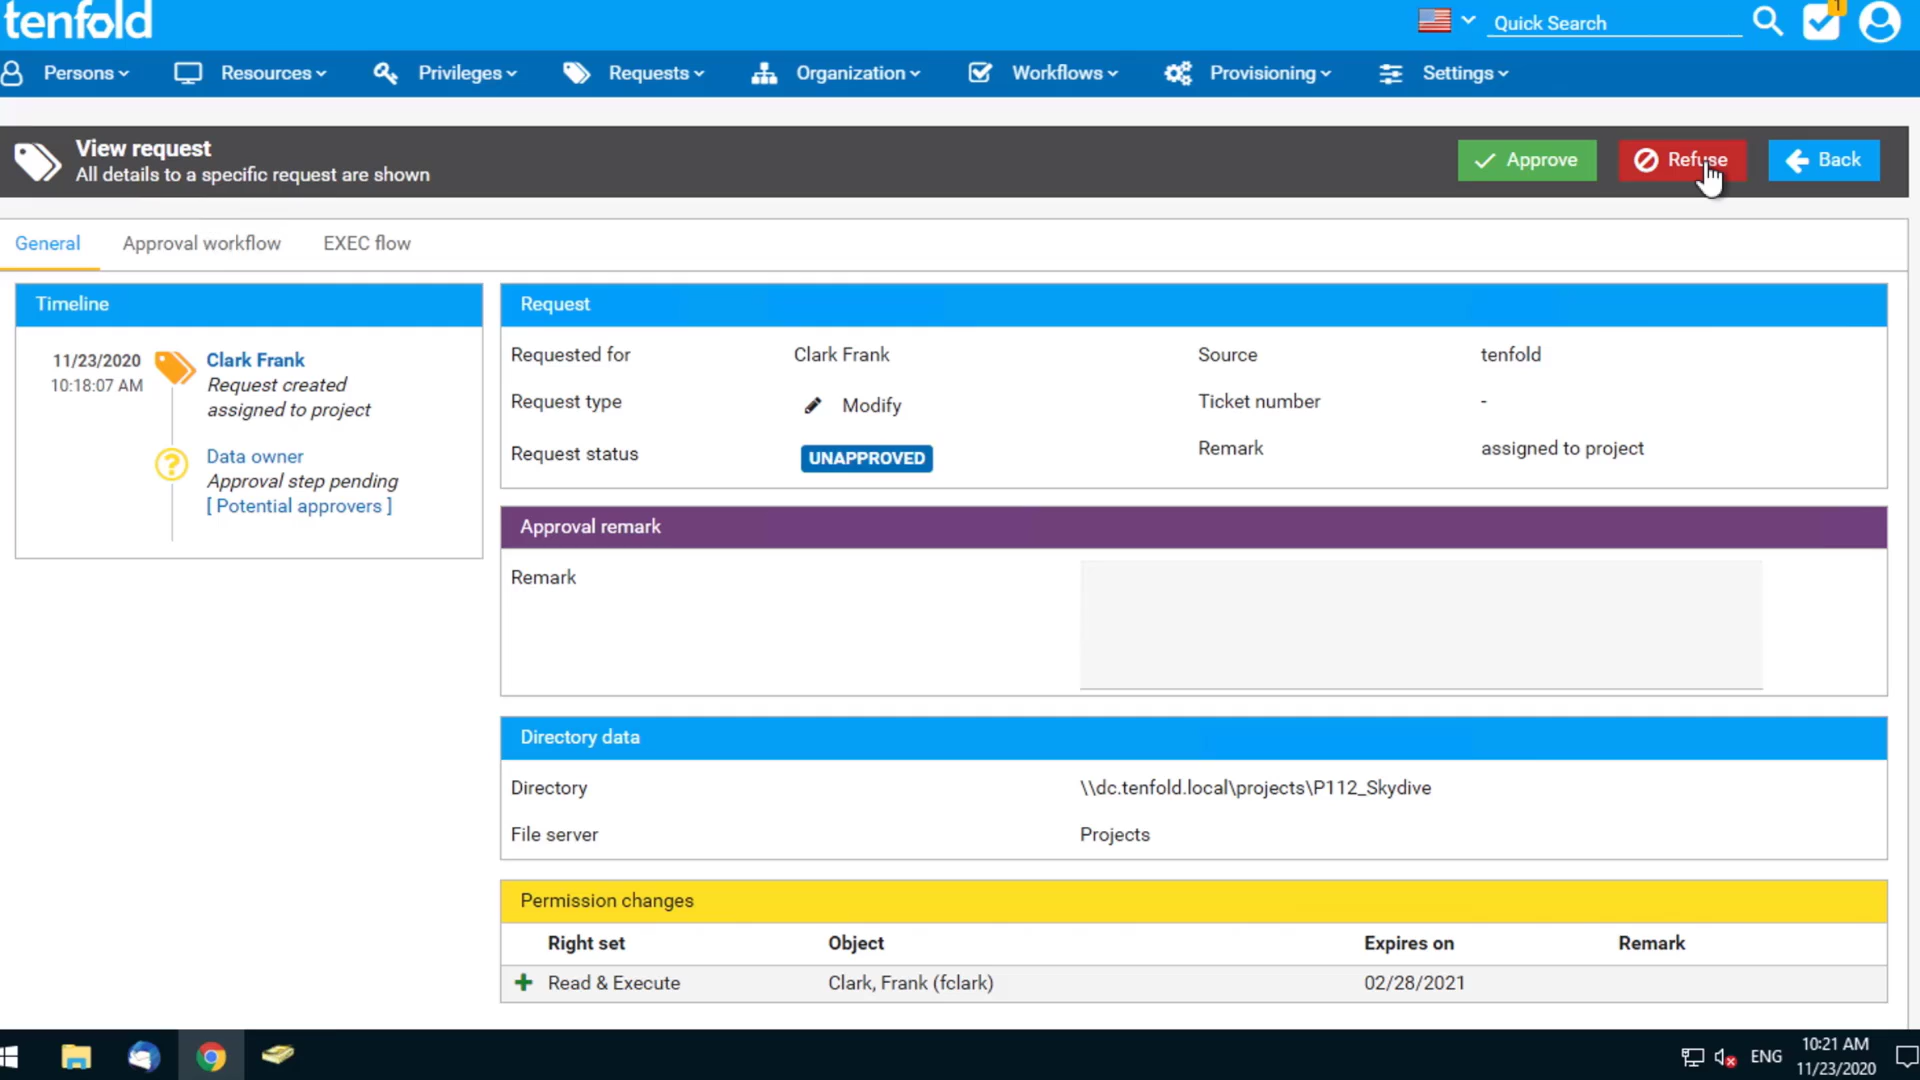 tenfold
Quick Search
1
Persons
Resources
Privileges
Requests
Organization
Workflows
Provisioning
Settings
View request
All details to a specific request are shown
Approve
Refuse
Back
General
Approval workflow
EXEC flow
Timeline
11/23/2020
10:18:07 AM
Clark Frank
Request created
assigned to project
?
Data owner
Approval step pending
[ Potential approvers ]
Request
Requested for
Clark Frank
Source
tenfold
Request type
Modify
Ticket number
-
Request status
UNAPPROVED
Remark
assigned to project
Approval remark
Remark
Directory data
Directory
\\dc.tenfold.local\projects\P112_Skydive
File server
Projects
Permission changes
Right set
Object
Expires on
Remark
Read & Execute
Clark, Frank (fclark)
02/28/2021
ENG
10:21 AM
11/23/2020